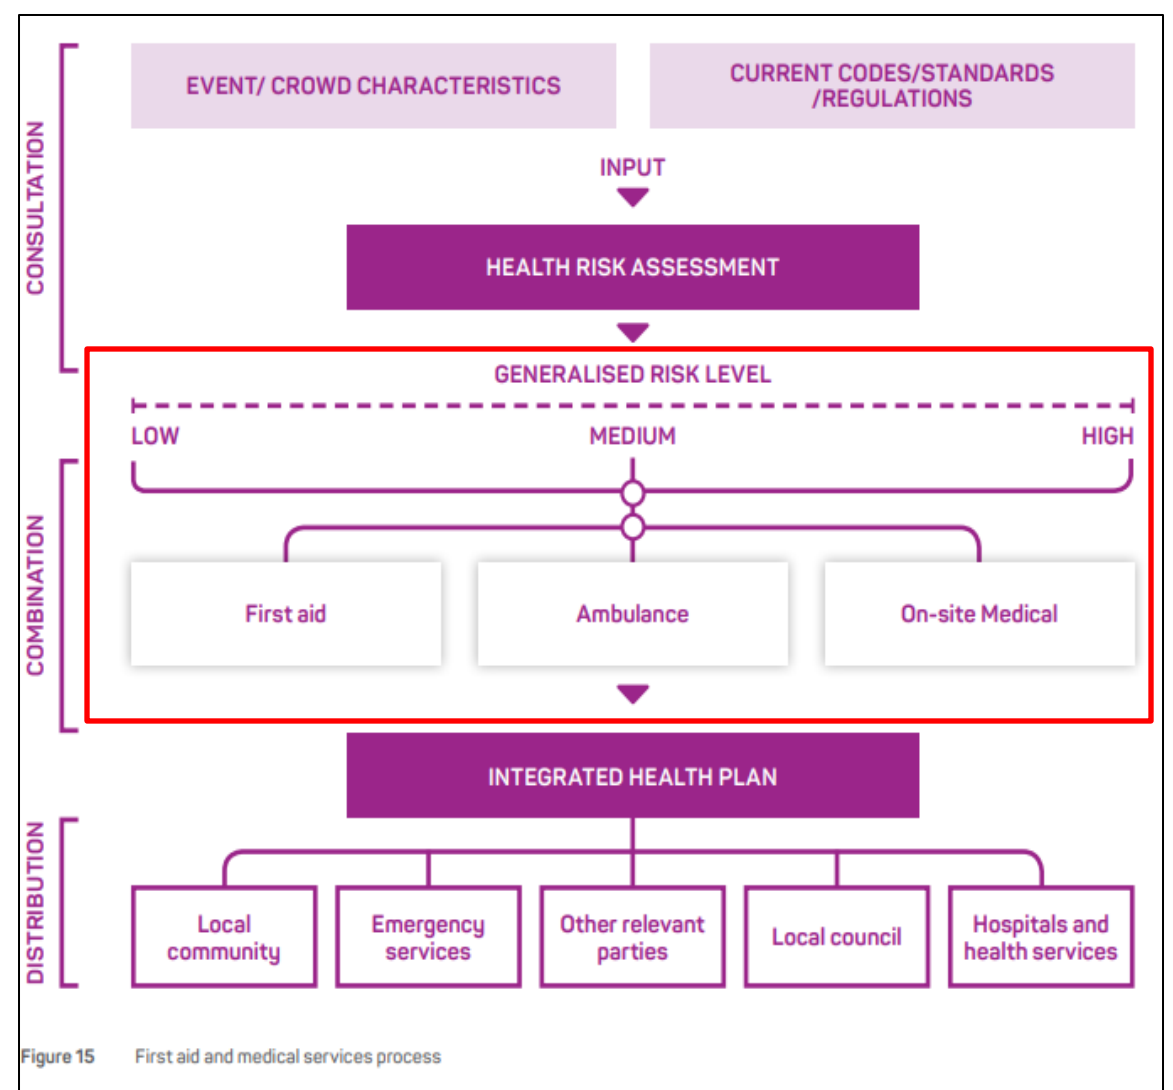 CONSULTATION
EVENT/ CROWD CHARACTERISTICS
CURRENT CODES/STANDARDS
/REGULATIONS
INPUT
HEALTH RISK ASSESSMENT
GENERALISED RISK LEVEL
LOW
MEDIUM
HIGH
COMBINATION
First aid
Ambulance
On-site Medical
INTEGRATED HEALTH PLAN
DISTRIBUTION
Local
community
Emergency
services
Other relevant
parties
Local council
Hospitals and
health services
Figure 15 First aid and medical services process